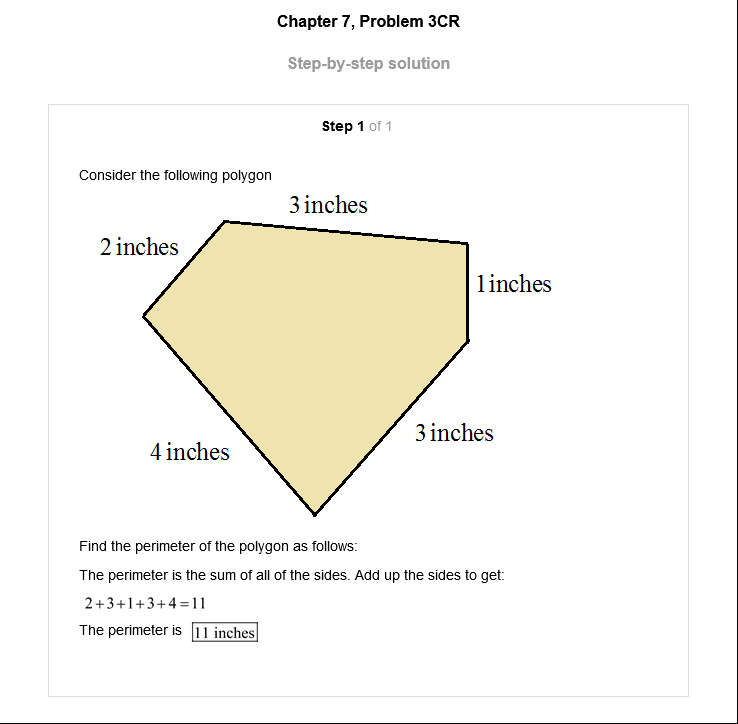 Chapter 7, Problem 3CR
Step-by-step solution
Step 1 of 1
Consider the following polygon
3 inches
2 inches
1 inches
3 inches
4 inches
Find the perimeter of the polygon as follows:
The perimeter is the sum of all of the sides. Add up the sides to get:
2+3+1+3+4=11
The perimeter is 11 inches